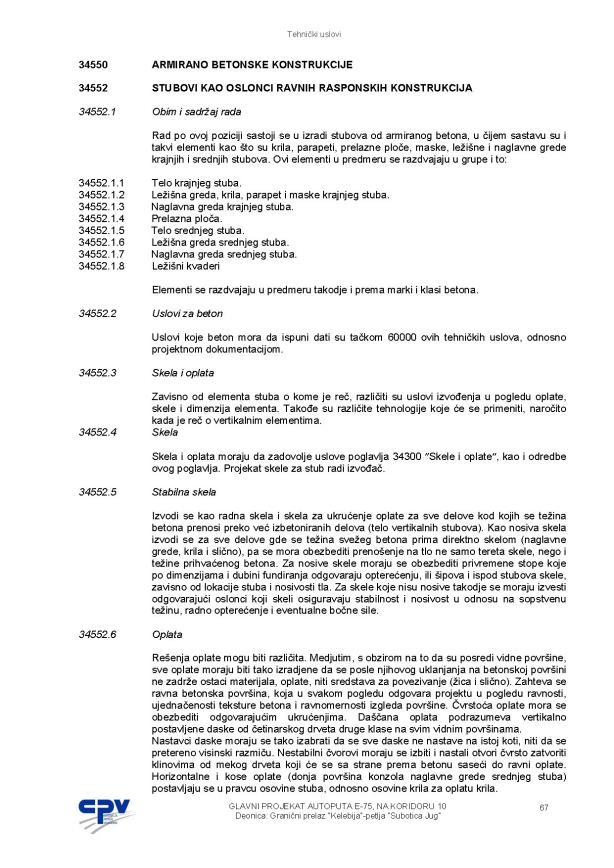 Tehnički uslovi
34550 ARMIRANO BETONSKE KONSTRUKCIJE
34552 STUBOVI KAO OSLONCI RAVNIH RASPONSKIH KONSTRUKCIJA
34552.1 Obim i sadržaj rada
Rad po ovoj poziciji sastoji se u izradi stubova od armiranog betona, u čijem sastavu su i
takvi elementi kao što su krila, parapeti, prelazne ploče, maske, ležišne i naglavne grede
krajnjih i srednjih stubova. Ovi elementi u predmeru se razdvajaju u grupe i to:
34552.1.1 Telo krajnjeg stuba.
34552.1.2 Ležišna greda, krila, parapet i maske krajnjeg stuba.
34552.1.3 Naglavna greda krajnjeg stuba.
34552.1.4 Prelazna ploča.
34552.1.5 Telo srednjeg stuba.
34552.1.6 Ležišna greda srednjeg stuba.
34552.1.7 Naglavna greda srednjeg stuba.
34552.1.8 Ležišni kvaderi
Elementi se razdvajaju u predmeru takodje i prema marki i klasi betona.
34552.2 Uslovi za beton
Uslovi koje beton mora da ispuni dati su tačkom 60000 ovih tehničkih uslova, odnosno
projektnom dokumentacijom.
34552.3 Skela i oplata
Zavisno od elementa stuba o kome je reč, različiti su uslovi izvođenja u pogledu oplate,
skele i dimenzija elementa. Takođe su različite tehnologije koje će se primeniti, naročito
kada je reč o vertikalnim elementima.
34552.4 Skela
Skela i oplata moraju da zadovolje uslove poglavlja 34300 "Skele i oplate", kao i odredbe
ovog poglavlja. Projekat skele za stub radi izvođač.
34552.5 Stabilna skela
Izvodi se kao radna skela i skela za ukrućenje oplate za sve delove kod kojih se težina
betona prenosi preko već izbetoniranih delova (telo vertikalnih stubova). Kao nosiva skela
izvodi se za sve delove gde se težina svežeg betona prima direktno skelom (naglavne
grede, krila i slično), pa se mora obezbediti prenošenje na tlo ne samo tereta skele, nego i
težine prihvaćenog betona. Za nosive skele moraju se obezbediti privremene stope koje
po dimenzijama i dubini fundiranja odgovaraju opterećenju, ili šipova i ispod stubova skele,
zavisno od lokacije stuba i nosivosti tla. Za skele koje nisu nosive takodje se moraju izvesti
odgovarajući oslonci koji skeli osiguravaju stabilnost i nosivost u odnosu na sopstvenu
težinu, radno opterećenje i eventualne bočne sile.
34552.6 Oplata
Rešenja oplate mogu biti različita. Medjutim, s obzirom na to da su posredi vidne površine,
sve oplate moraju biti tako izradjene da se posle njihovog uklanjanja na betonskoj površini
ne zadrže ostaci materijala, oplate, niti sredstava za povezivanje (žica i slično). Zahteva se
ravna betonska površina, koja u svakom pogledu odgovara projektu u pogledu ravnosti,
ujednačenosti teksture betona i ravnomernosti izgleda površine. Čvrstoća oplate mora se
obezbediti odgovarajućim ukrućenjima. Daščana oplata podrazumeva vertikalno
postavljene daske od četinarskog drveta druge klase na svim vidnim površinama.
Nastavci daske moraju se tako izabrati da se sve daske ne nastave na istoj koti, niti da se
pretereno visinski razmiču. Nestabilni čvorovi moraju se izbiti i nastali otvori čvrsto zatvoriti
klinovima od mekog drveta koji će se sa strane prema betonu saseći do ravni oplate.
Horizontalne i kose oplate (donja površina konzola naglavne grede srednjeg stuba)
postavljaju se u pravcu osovine stuba, odnosno osovine krila za oplatu krila.
CPV
GLAVNI PROJEKAT AUTOPUTA E-75, NA KORIDORU 10
Deonica: Granični prelaz "Kelebija"-petlja "Subotica Jug"
67